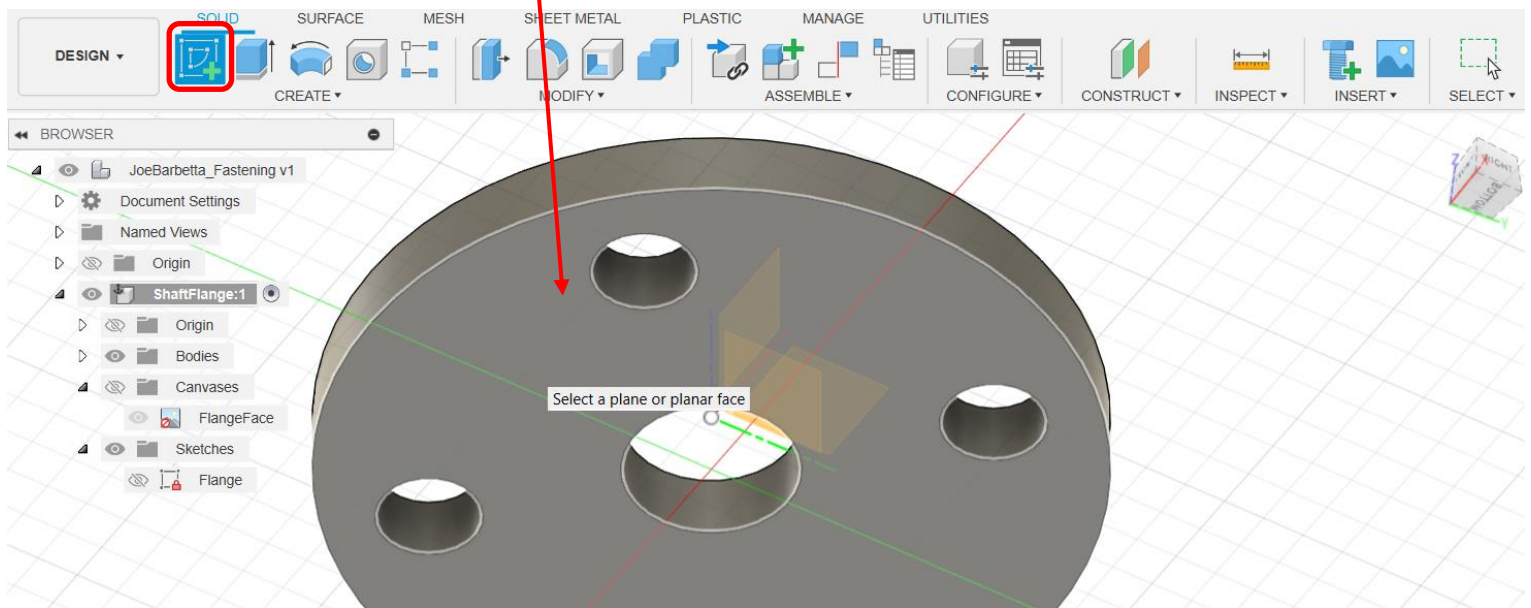 SOLID SURFACE MESH SHEET METAL PLASTIC MANAGE UTILITIES
DESIGN
CREATE MODIFY ASSEMBLE CONFIGURE CONSTRUCT INSPECT INSERT SELECT
BROWSER
JoeBarbetta_Fastening v1
Document Settings
Named Views
Origin
ShaftFlange:1
Origin
Bodies
Canvases
FlangeFace
Sketches
Flange
Select a plane or planar face
Z
RIGHT
BOTTOM
Y